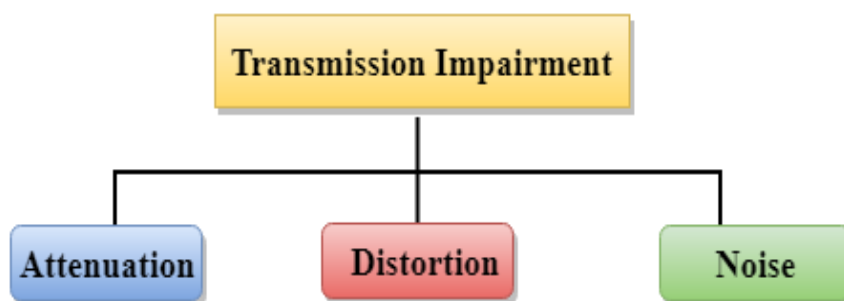 Transmission Impairment
Attenuation
Distortion
Noise